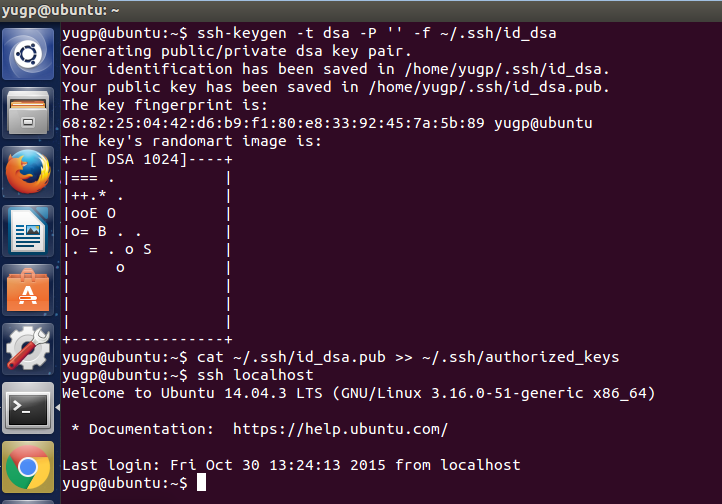 yugp@ubuntu: ~
yugp@ubuntu:~$ ssh-keygen -t dsa -P '' -f ~/.ssh/id_dsa
Generating public/private dsa key pair.
Your identification has been saved in /home/yugp/.ssh/id_dsa.
Your public key has been saved in /home/yugp/.ssh/id_dsa.pub.
The key fingerprint is:
68:82:25:04:42:d6:b9:f1:80:e8:33:92:45:7a:5b:89 yugp@ubuntu
The key's randomart image is:
+--[ DSA 1024]----+
|=== .            |
|++.* .           |
|ooE O            |
|o= B . .         |
|. = . o S        |
|     o           |
|                 |
|                 |
|                 |
+-----------------+
yugp@ubuntu:~$ cat ~/.ssh/id_dsa.pub >> ~/.ssh/authorized_keys
yugp@ubuntu:~$ ssh localhost
Welcome to Ubuntu 14.04.3 LTS (GNU/Linux 3.16.0-51-generic x86_64)

 * Documentation:  https://help.ubuntu.com/

Last login: Fri Oct 30 13:24:13 2015 from localhost
yugp@ubuntu:~$